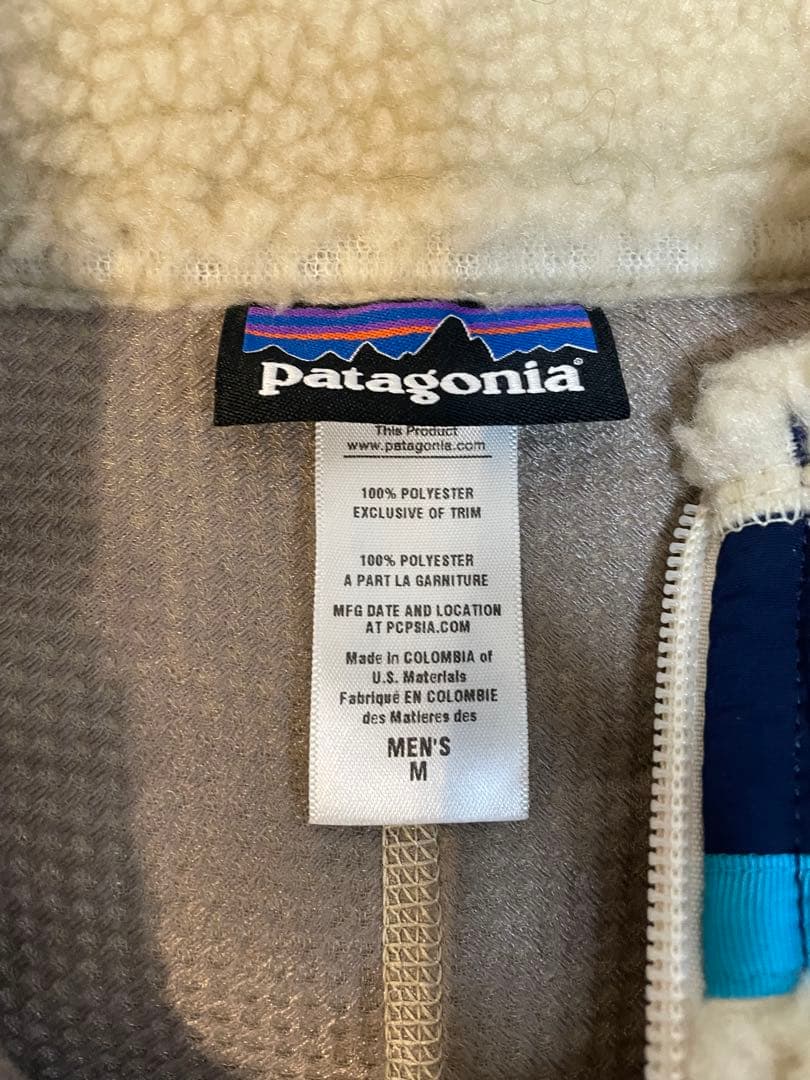 patagonia®
This Product
www.patagonia.com
100% POLYESTER
EXCLUSIVE OF TRIM
100% POLYESTER
A PART LA GARNITURE
MFG DATE AND LOCATION
AT PCPSIA.COM
Made in COLOMBIA of
U.S. Materials
Fabriqué EN COLOMBIE
des Matieres des
MEN'S
M